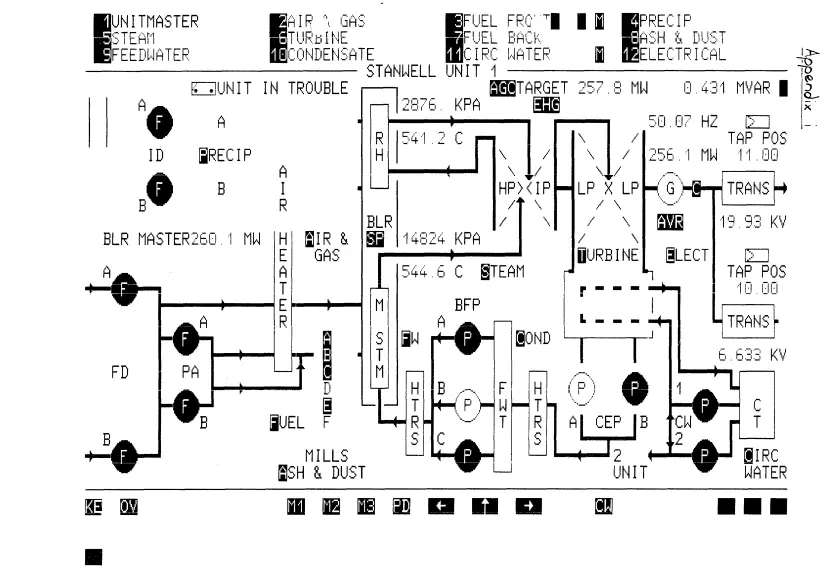 1UNITMASTER 2AIR & GAS 3FUEL FRONT M 4PRECIP
5STEAM 6TURBINE 7FUEL BACK 8ASH & DUST
9FEEDWATER 10CONDENSATE 11CIRC WATER M 12ELECTRICAL
Appendix 1
STANWELL UNIT 1
UNIT IN TROUBLE
AGC TARGET 257.8 MW 0.431 MVAR
2876. KPA
EHG
A
F
A
ID
PRECIP
F
B
B
RH
541.2 C
50.07 HZ
TAP POS
256.1 MW 11.00
HP X IP
LP X LP
G
C
TRANS
AVR
19.93 KV
BLR MASTER 260.1 MW
AIR HEATER
AIR &
GAS
BLR
SP
14824 KPA
544.6 C
STEAM
TURBINE
ELECT
TAP POS
10.00
TRANS
6.633 KV
A
F
FD
B
F
F
A
PA
F
B
A
B
C
D
E
F
FUEL
MILLS
ASH & DUST
M STM
FW
HTRS
BFP
A
P
B
P
C
P
COND
FWT
HTRS
P
P
A CEP B
1
CW
2
P
P
CT
2
UNIT
CIRC
WATER
KE OV M1 M2 M3 PD ← ↑ → CW